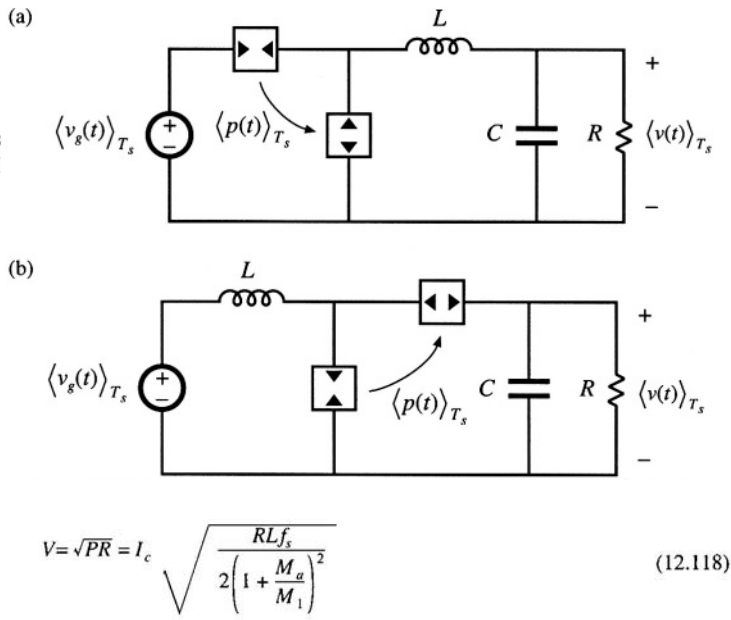 (a)
L
⟨v_g(t)⟩_{T_s}
+
−
⟨p(t)⟩_{T_s}
C
R
+
⟨v(t)⟩_{T_s}
−
(b)
L
⟨v_g(t)⟩_{T_s}
+
−
⟨p(t)⟩_{T_s}
C
R
+
⟨v(t)⟩_{T_s}
−
V = √PR = I_c √(RLf_s / 2(1 + M_a/M_1)^2) (12.118)